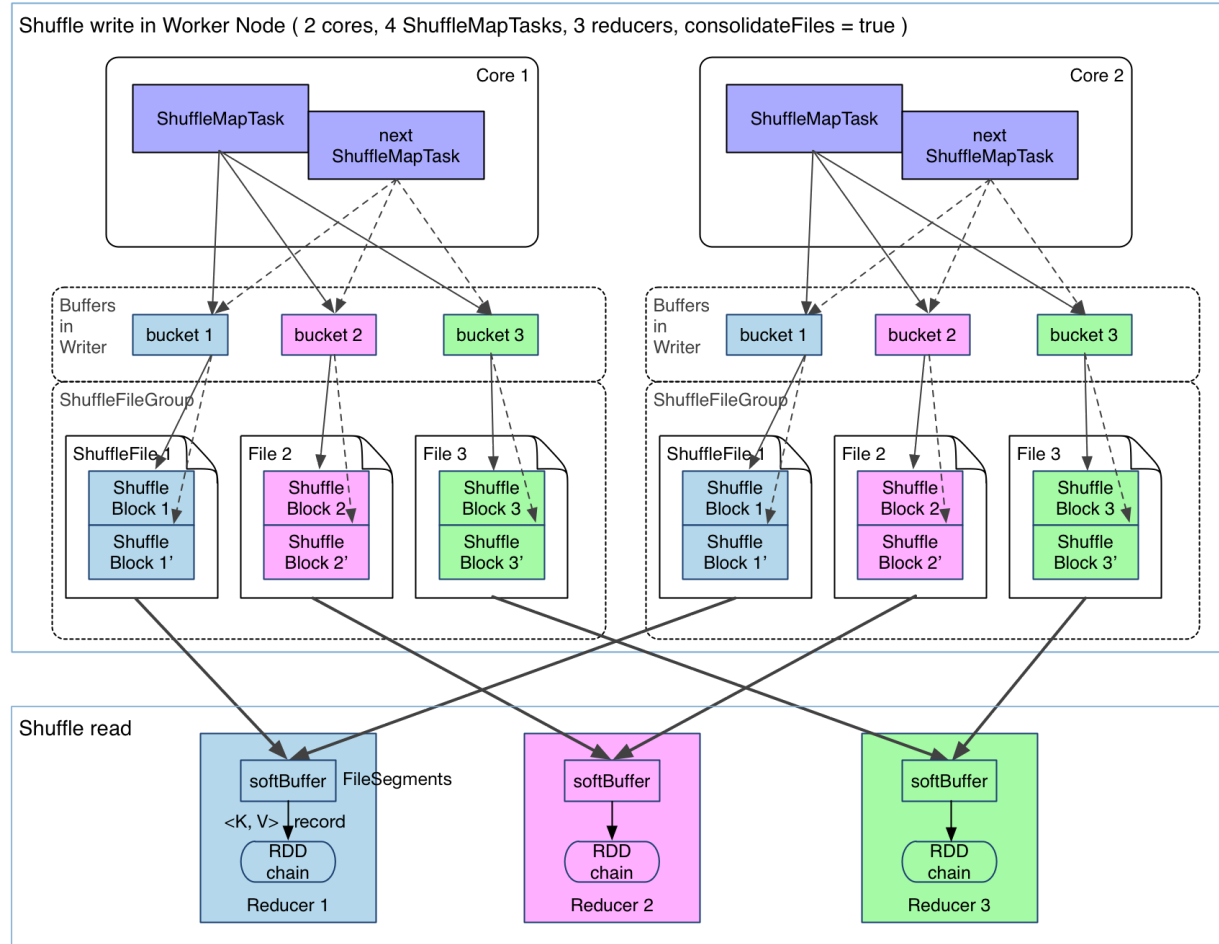 Shuffle write in Worker Node ( 2 cores, 4 ShuffleMapTasks, 3 reducers, consolidateFiles = true )
Core 1
ShuffleMapTask
next
ShuffleMapTask
Core 2
ShuffleMapTask
next
ShuffleMapTask
Buffers
in
Writer
bucket 1
bucket 2
bucket 3
Buffers
in
Writer
bucket 1
bucket 2
bucket 3
ShuffleFileGroup
ShuffleFile 1
Shuffle
Block 1
Shuffle
Block 1’
File 2
Shuffle
Block 2
Shuffle
Block 2’
File 3
Shuffle
Block 3
Shuffle
Block 3’
ShuffleFileGroup
ShuffleFile 1
Shuffle
Block 1
Shuffle
Block 1’
File 2
Shuffle
Block 2
Shuffle
Block 2’
File 3
Shuffle
Block 3
Shuffle
Block 3’
Shuffle read
softBuffer
FileSegments
<K, V> record
RDD
chain
Reducer 1
softBuffer
RDD
chain
Reducer 2
softBuffer
RDD
chain
Reducer 3